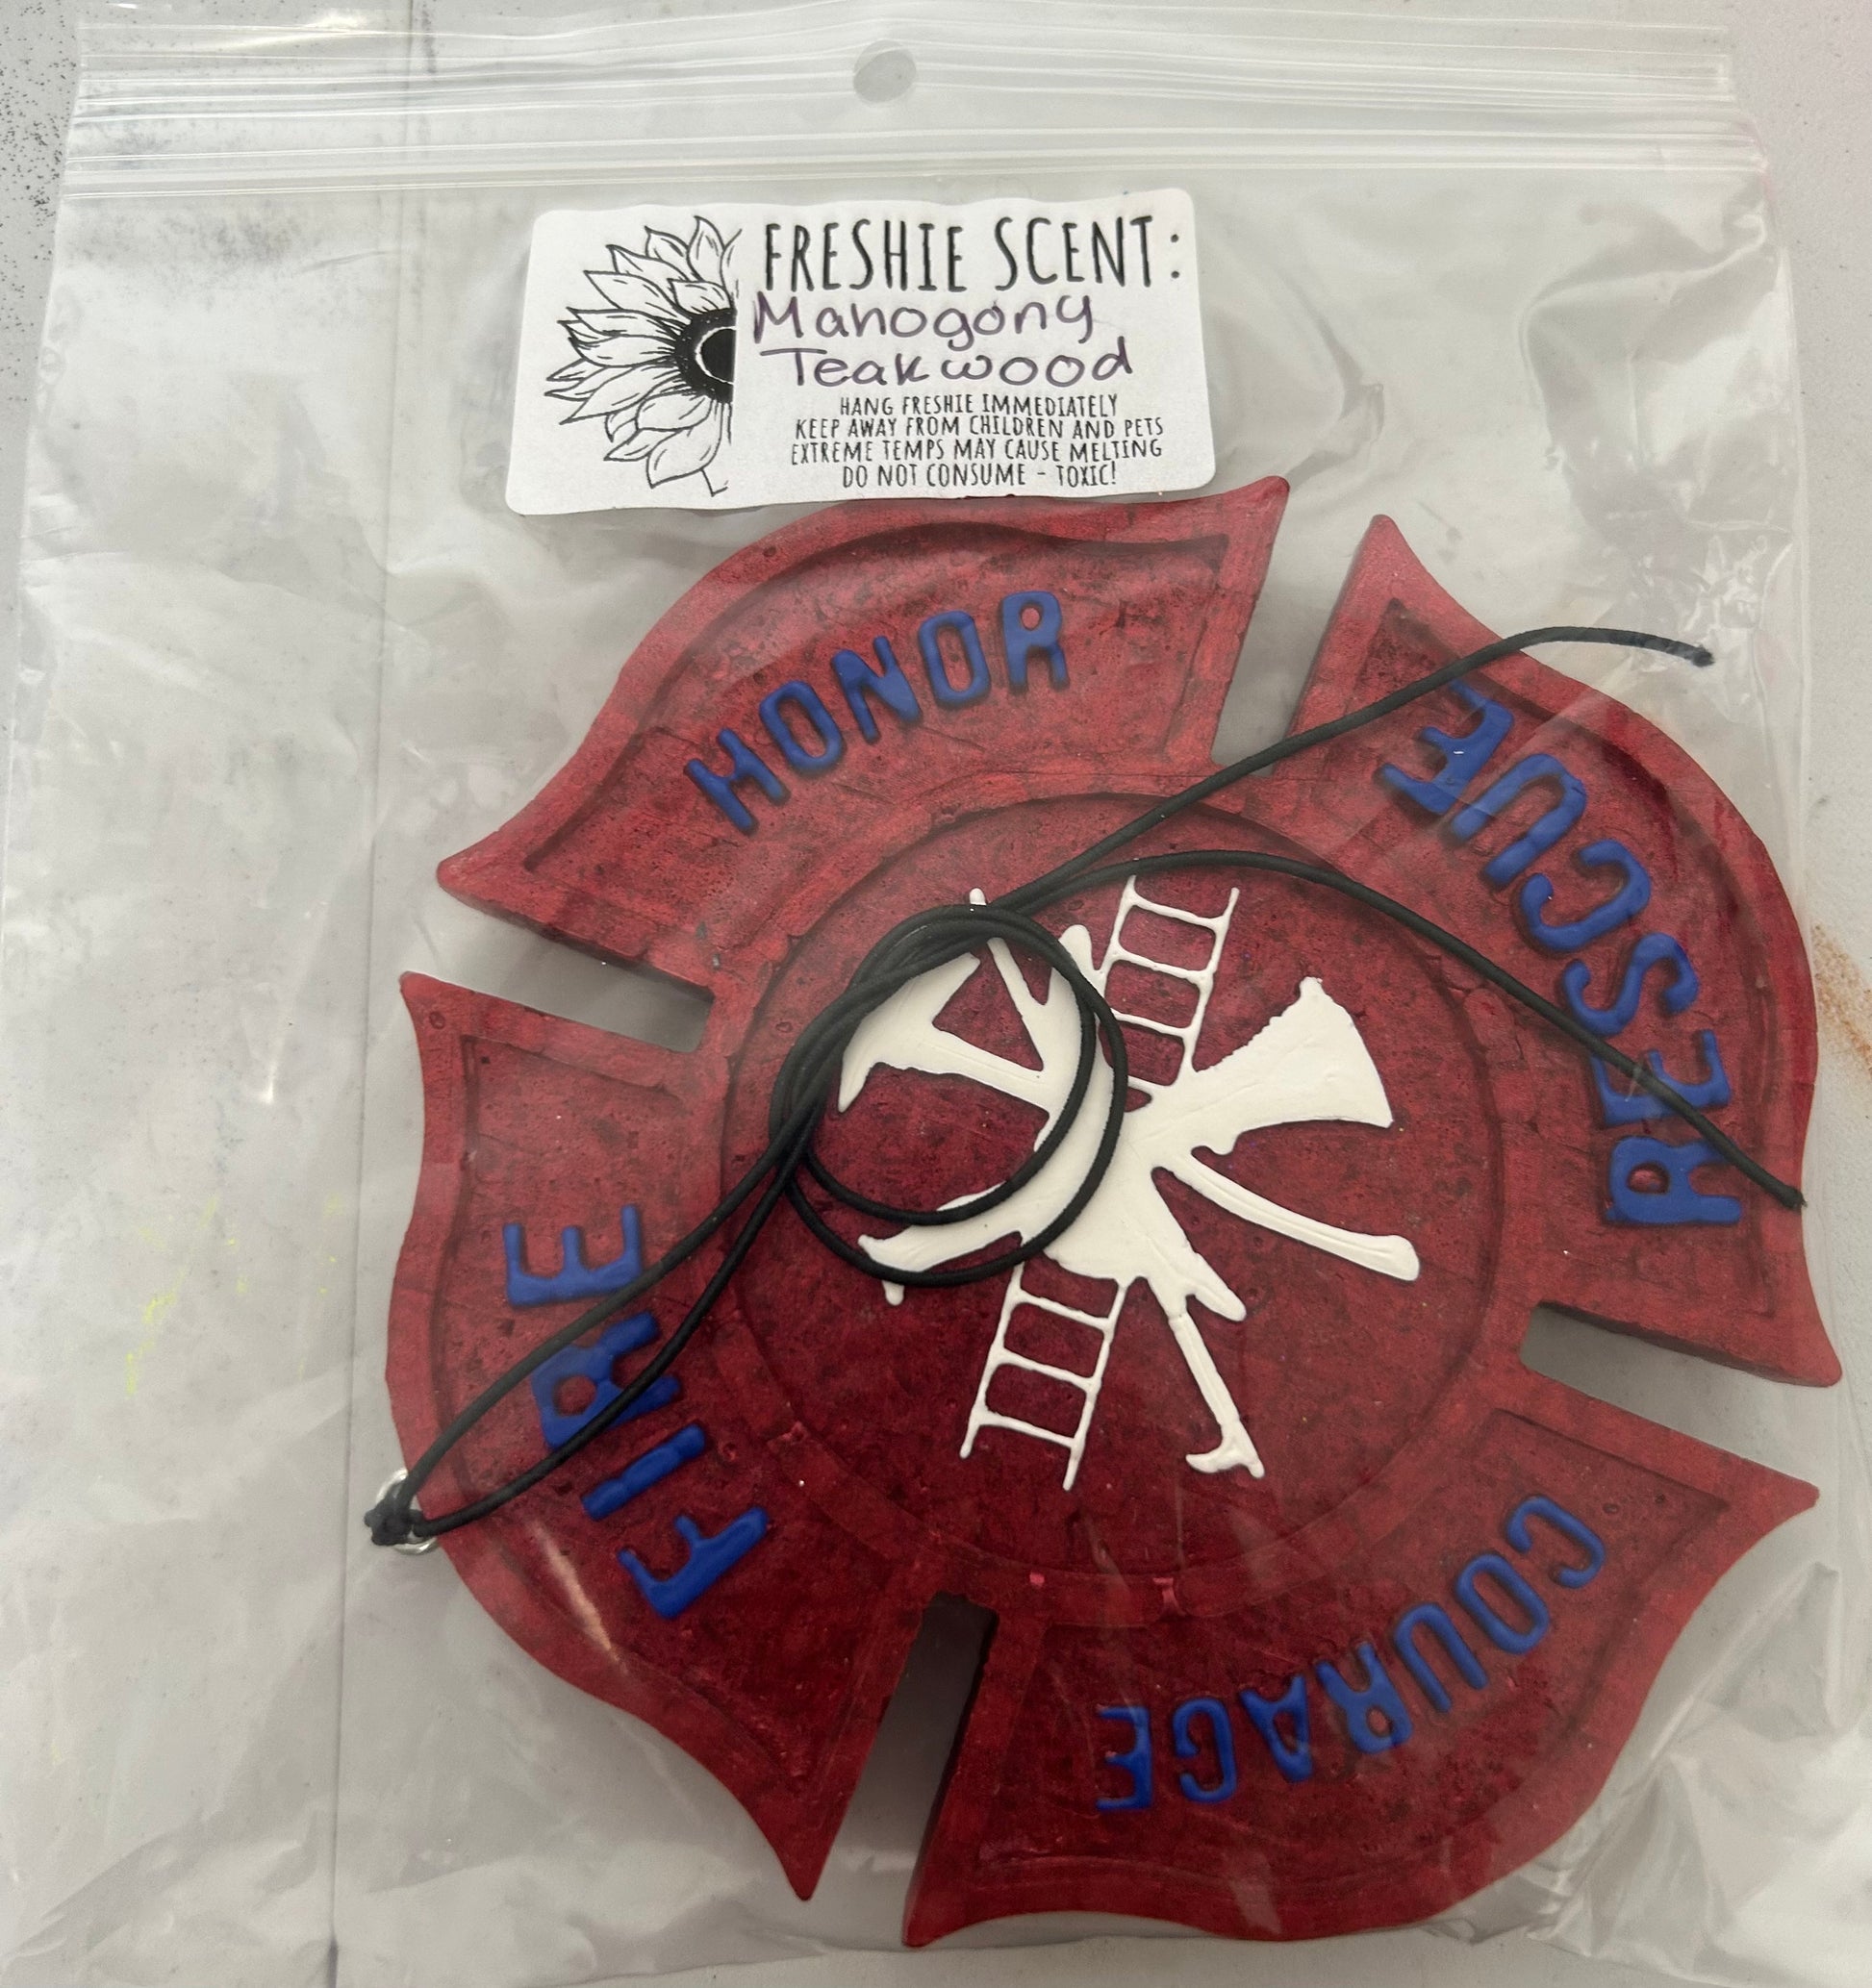 FRESHIE SCENT:
Mahogony
Teakwood
HANG FRESHIE IMMEDIATELY
KEEP AWAY FROM CHILDREN AND PETS
EXTREME TEMPS MAY CAUSE MELTING
DO NOT CONSUME - TOXIC!
HONOR
RESCUE
FIRE
COURAGE